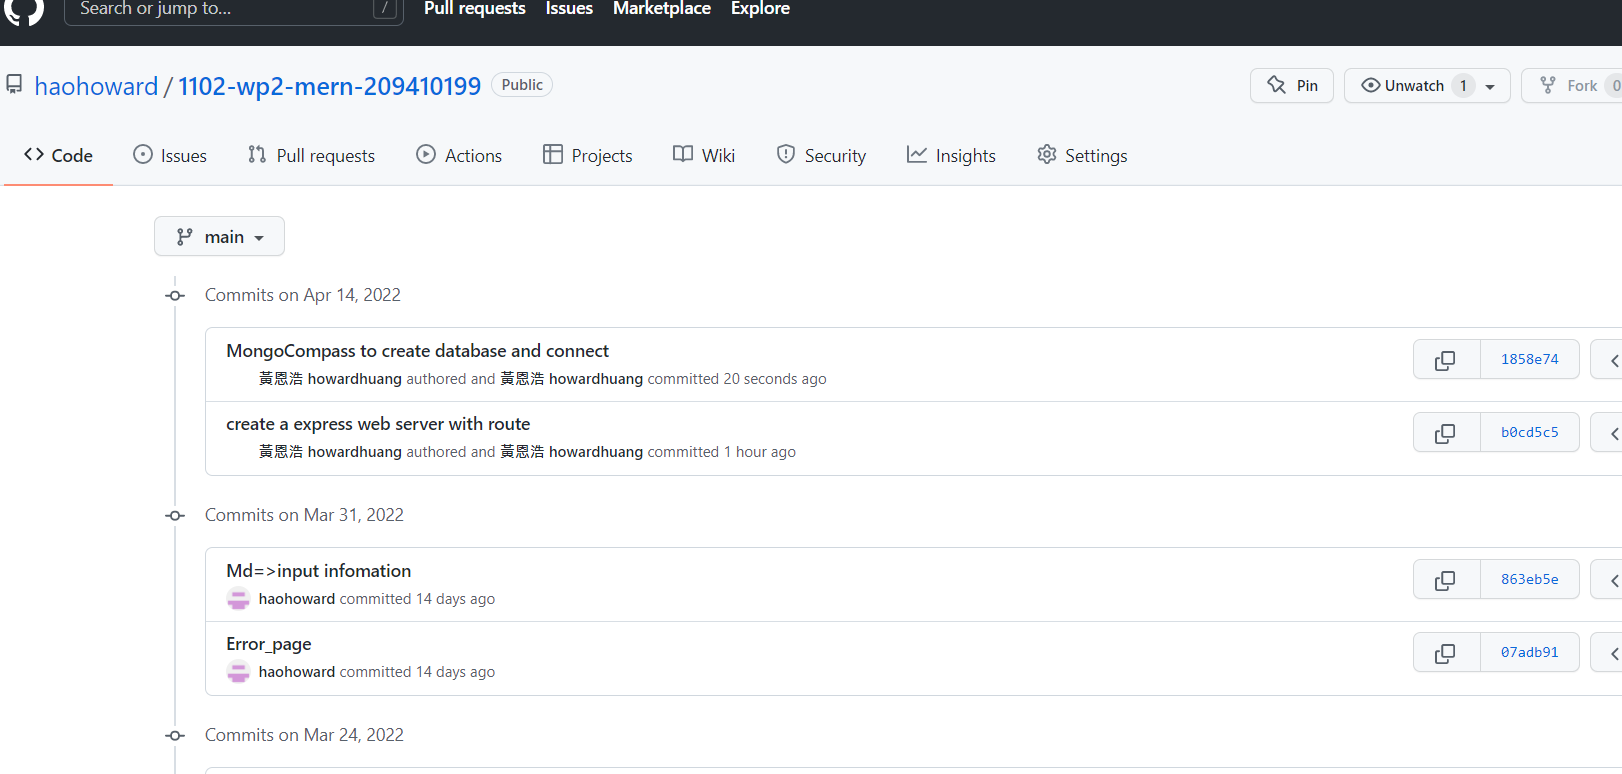 Search or jump to... / Pull requests Issues Marketplace Explore
haohoward / 1102-wp2-mern-209410199 Public Pin Unwatch 1 Fork 0
Code Issues Pull requests Actions Projects Wiki Security Insights Settings
main
Commits on Apr 14, 2022
MongoCompass to create database and connect
黃恩浩 howardhuang authored and 黃恩浩 howardhuang committed 20 seconds ago
1858e74
create a express web server with route
黃恩浩 howardhuang authored and 黃恩浩 howardhuang committed 1 hour ago
b0cd5c5
Commits on Mar 31, 2022
Md=>input infomation
haohoward committed 14 days ago
863eb5e
Error_page
haohoward committed 14 days ago
07adb91
Commits on Mar 24, 2022